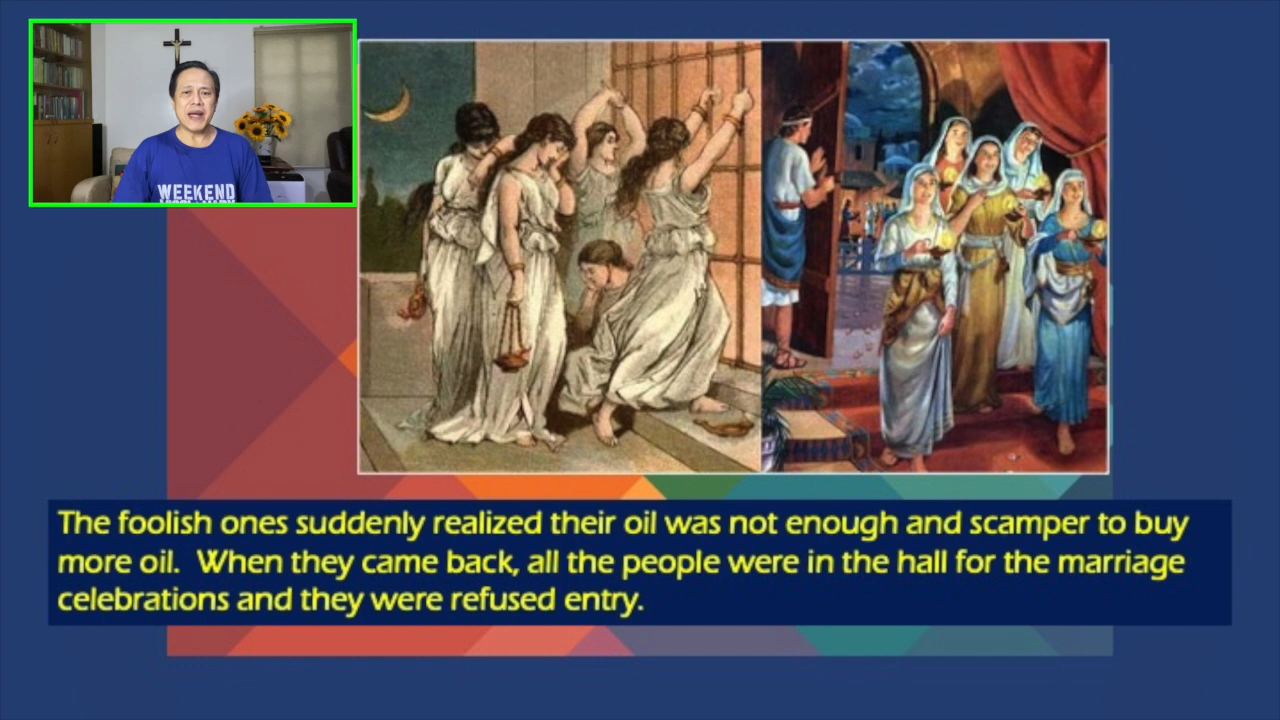 WEEKEND
The foolish ones suddenly realized their oil was not enough and scamper to buy
more oil.  When they came back, all the people were in the hall for the marriage
celebrations and they were refused entry.